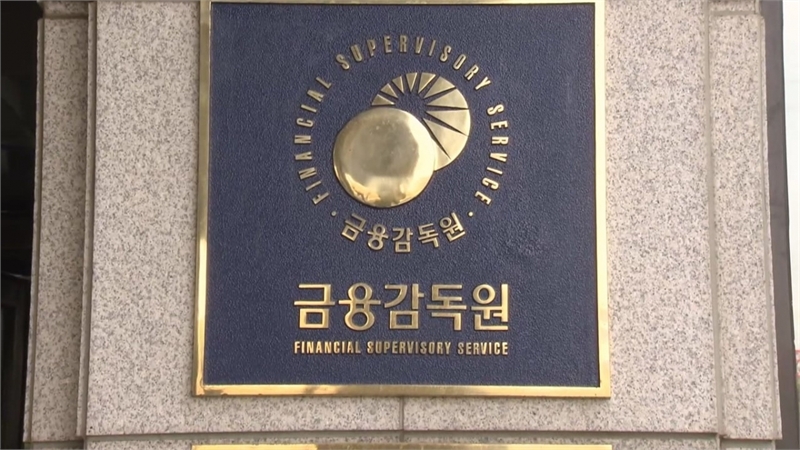 FINANCIAL SUPERVISORY SERVICE
· 금융감독원 ·
금융감독원
FINANCIAL SUPERVISORY SERVICE